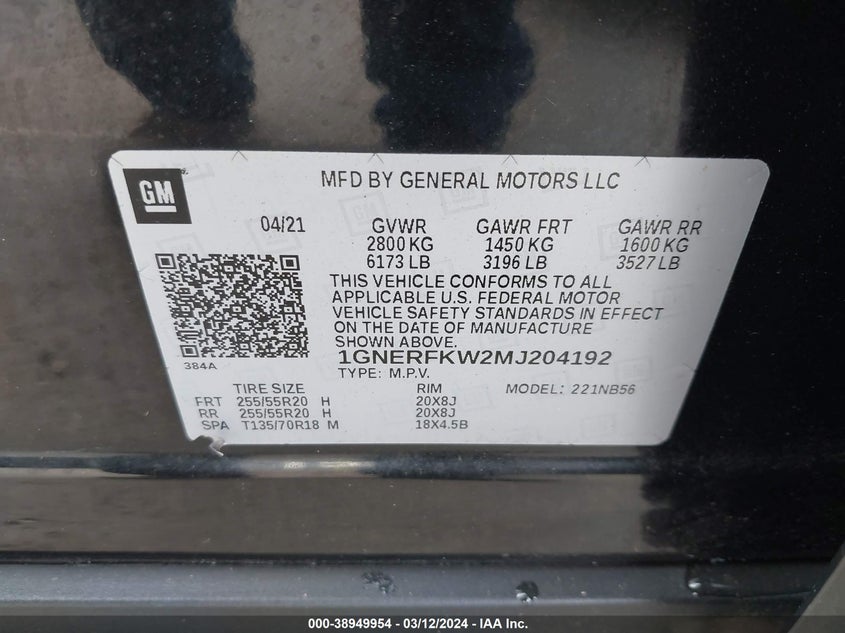 GM
MFD BY GENERAL MOTORS LLC
04/21 GVWR GAWR FRT GAWR RR
2800 KG 1450 KG 1600 KG
6173 LB 3196 LB 3527 LB
THIS VEHICLE CONFORMS TO ALL
APPLICABLE U.S. FEDERAL MOTOR
VEHICLE SAFETY STANDARDS IN EFFECT
ON THE DATE OF MANUFACTURE
SHOWN ABOVE.
384A
1GNERFKW2MJ204192
TYPE: M.P.V.
TIRE SIZE RIM MODEL: 221NB56
FRT 255/55R20 H 20X8J
RR 255/55R20 H 20X8J
SPA T135/70R18 M 18X4.5B
000-38949954 - 03/12/2024 - IAA Inc.